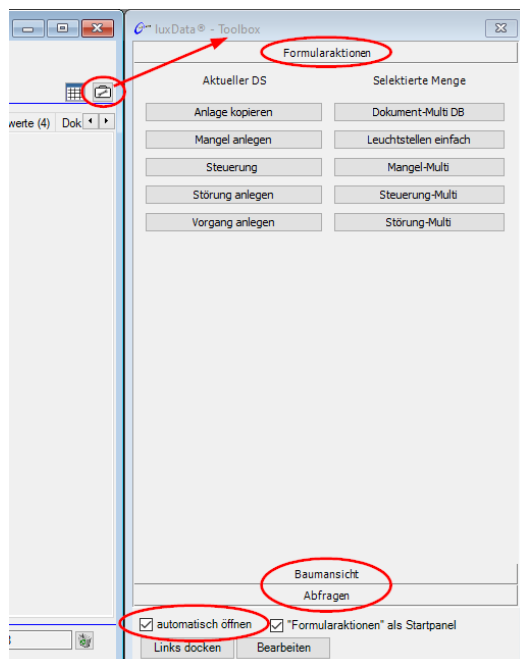 luxData® - Toolbox
Formularaktionen
werte (4) Dok
Aktueller DS Selektierte Menge
Anlage kopieren Dokument-Multi DB
Mangel anlegen Leuchtstellen einfach
Steuerung Mangel-Multi
Störung anlegen Steuerung-Multi
Vorgang anlegen Störung-Multi
Baumansicht
Abfragen
automatisch öffnen "Formularaktionen" als Startpanel
Links docken Bearbeiten